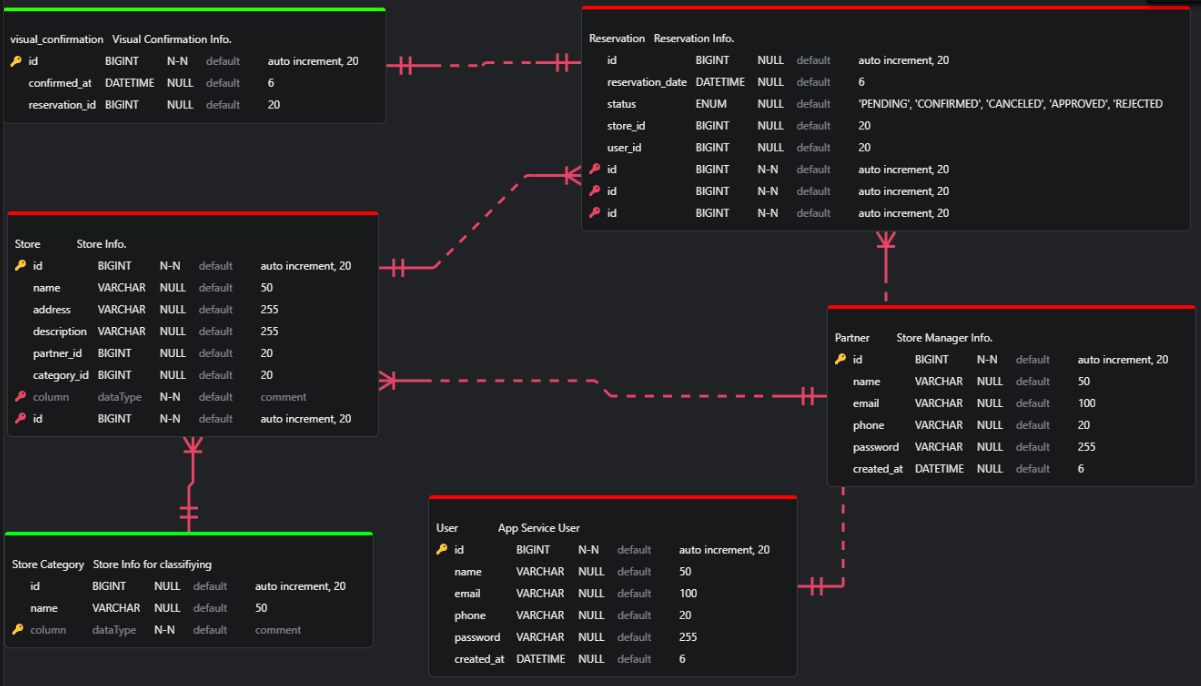 visual_confirmation Visual Confirmation Info.
id BIGINT N-N default auto increment, 20
confirmed_at DATETIME NULL default 6
reservation_id BIGINT NULL default 20
Reservation Reservation Info.
id BIGINT NULL default auto increment, 20
reservation_date DATETIME NULL default 6
status ENUM NULL default 'PENDING', 'CONFIRMED', 'CANCELED', 'APPROVED', 'REJECTED
store_id BIGINT NULL default 20
user_id BIGINT NULL default 20
id BIGINT N-N default auto increment, 20
id BIGINT N-N default auto increment, 20
id BIGINT N-N default auto increment, 20
Store Store Info.
id BIGINT N-N default auto increment, 20
name VARCHAR NULL default 50
address VARCHAR NULL default 255
description VARCHAR NULL default 255
partner_id BIGINT NULL default 20
category_id BIGINT NULL default 20
column dataType N-N default comment
id BIGINT N-N default auto increment, 20
Partner Store Manager Info.
id BIGINT N-N default auto increment, 20
name VARCHAR NULL default 50
email VARCHAR NULL default 100
phone VARCHAR NULL default 20
password VARCHAR NULL default 255
created_at DATETIME NULL default 6
Store Category Store Info for classifiying
id BIGINT NULL default auto increment, 20
name VARCHAR NULL default 50
column dataType N-N default comment
User App Service User
id BIGINT N-N default auto increment, 20
name VARCHAR NULL default 50
email VARCHAR NULL default 100
phone VARCHAR NULL default 20
password VARCHAR NULL default 255
created_at DATETIME NULL default 6